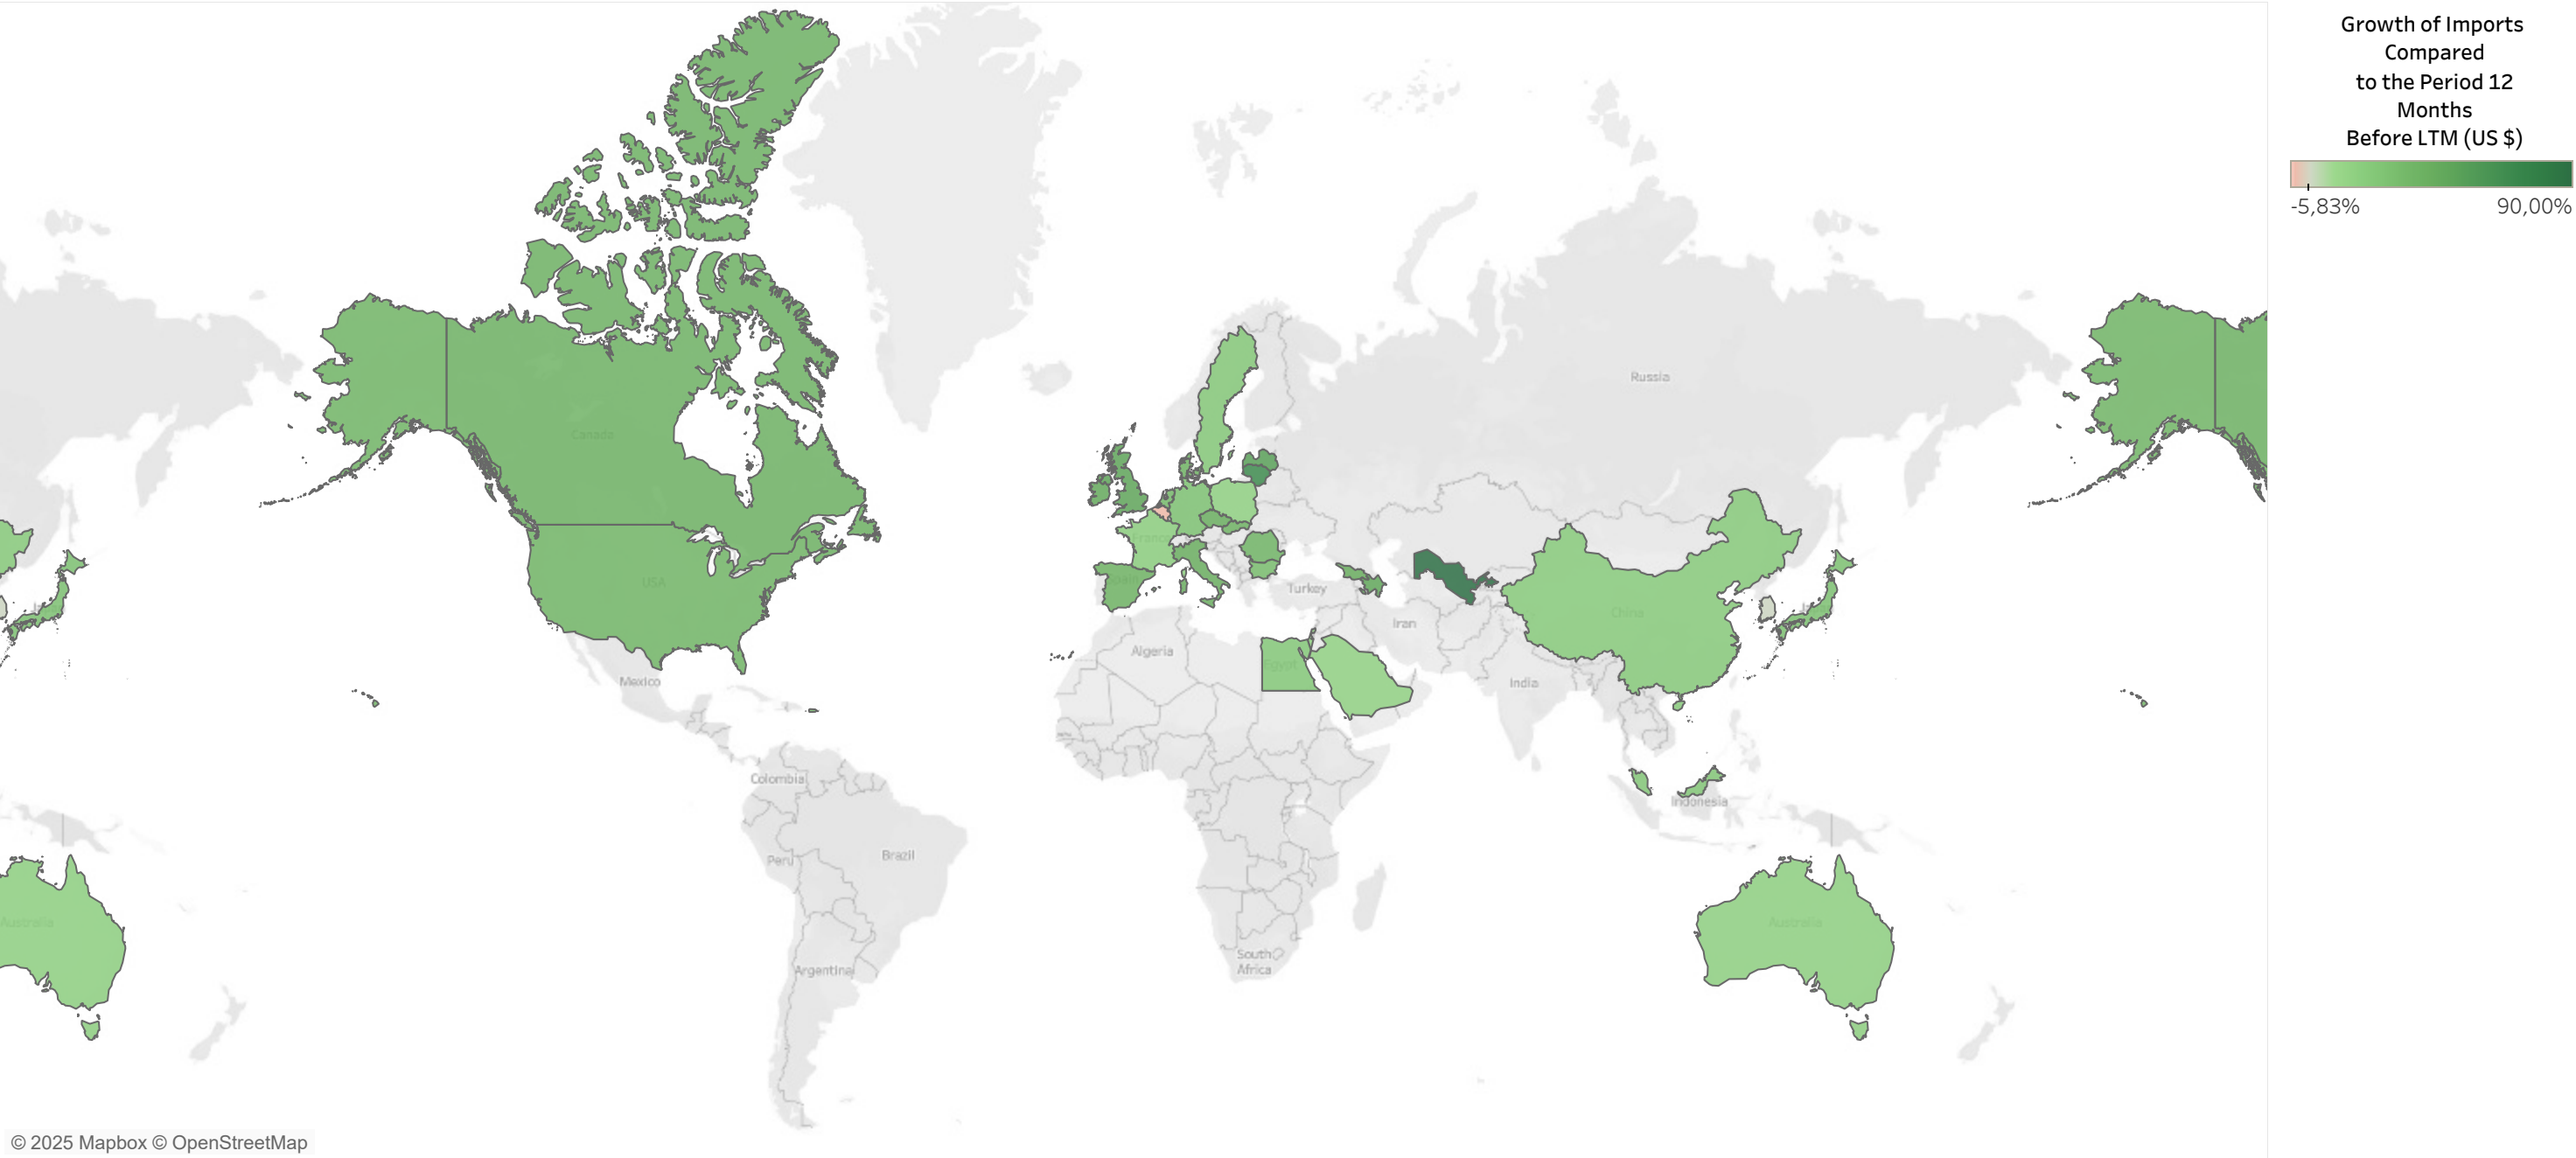 Growth of Imports
Compared
to the Period 12
Months
Before LTM (US $)
-5,83%
90,00%
Russia
Canada
USA
France
Spain
Turkey
China
Iran
Algeria
Egypt
Mexico
India
Colombia
Indonesia
Peru
Brazil
Australia
Australia
South
Africa
Argentina
© 2025 Mapbox © OpenStreetMap